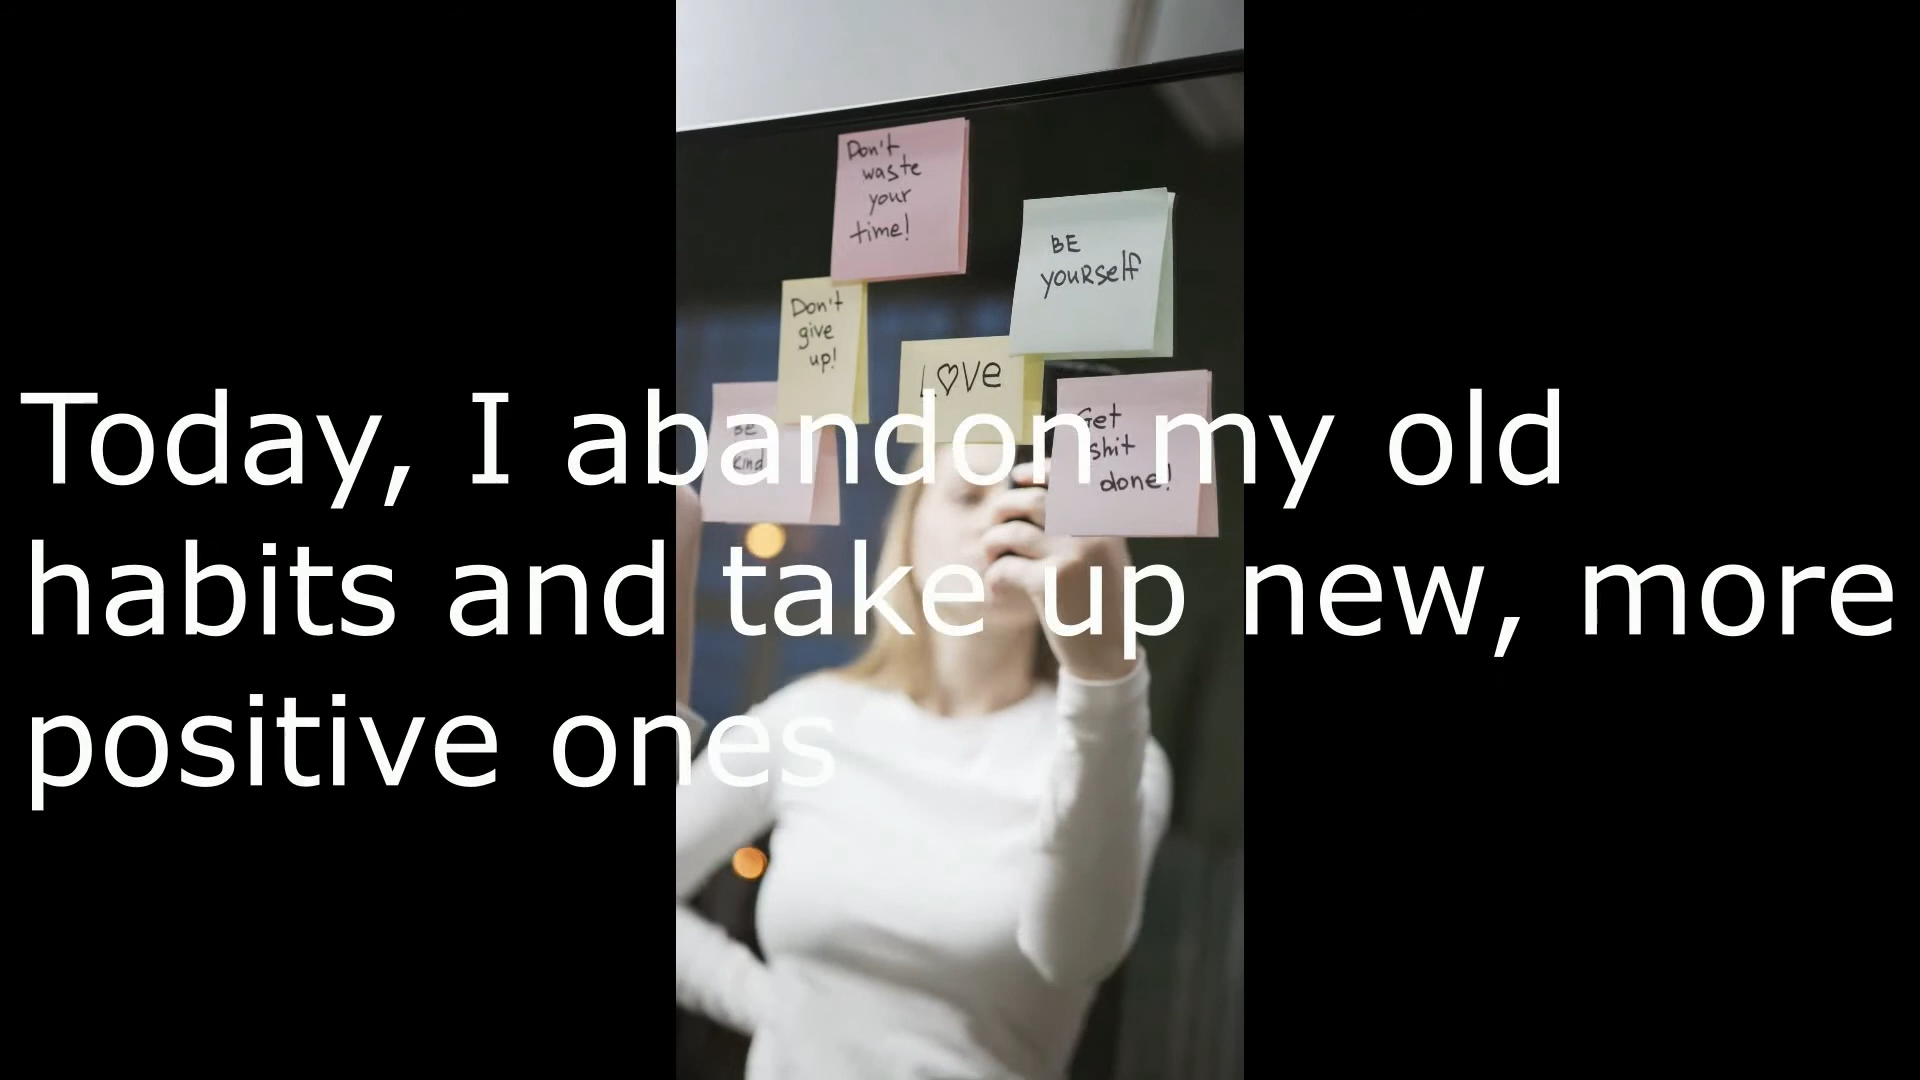 Don't
waste
your
time!
BE
youRself
Don't
give
up!
LOVe
Be
kind
Get
shit
done!
Today, I abandon my old
habits and take up new, more
positive ones